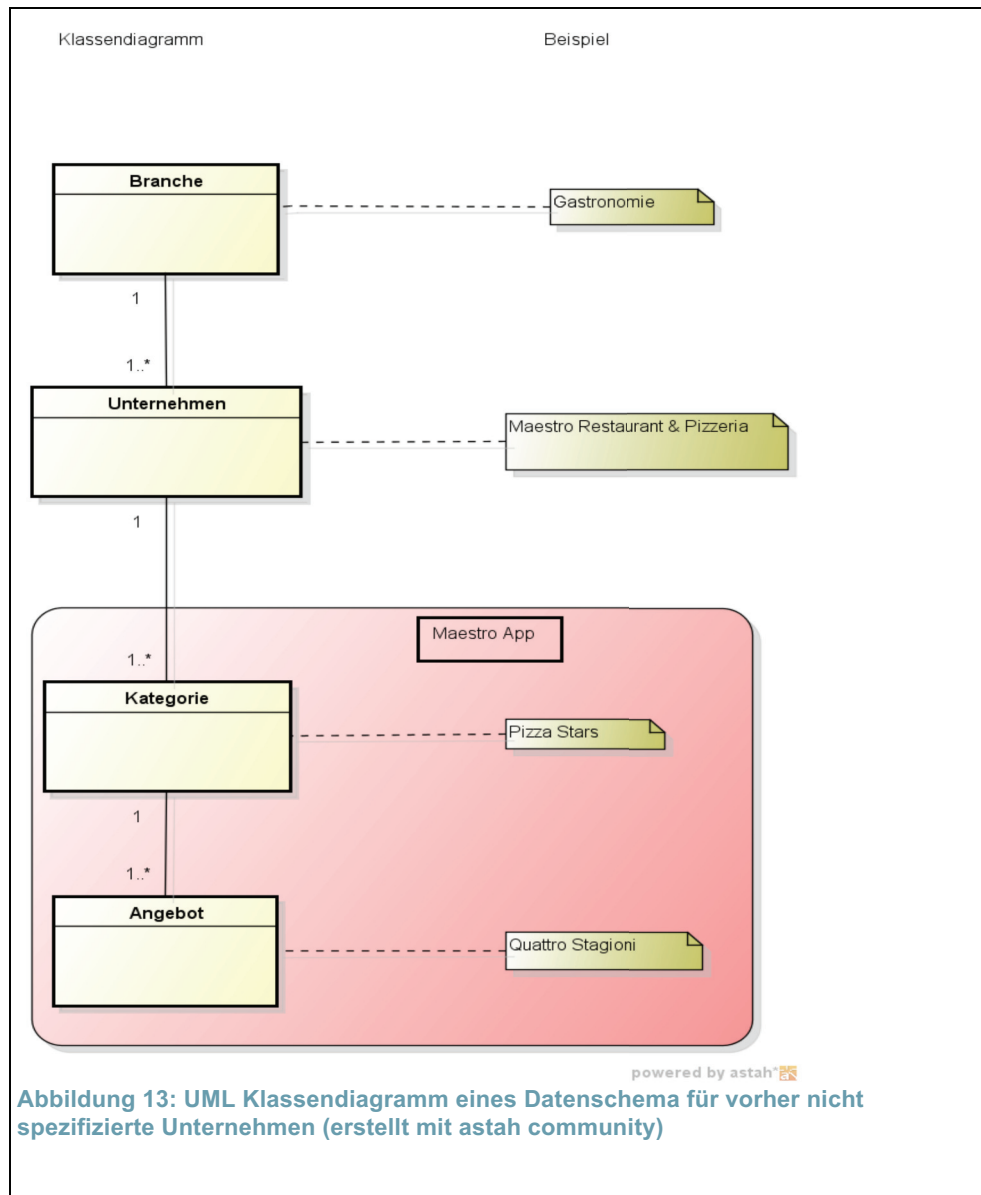 Klassendiagramm
Beispiel
Branche
Gastronomie
1
1..*
Unternehmen
Maestro Restaurant & Pizzeria
1
Maestro App
1..*
Kategorie
Pizza Stars
1
1..*
Angebot
Quattro Stagioni
powered by astah*
Abbildung 13: UML Klassendiagramm eines Datenschema für vorher nicht
spezifizierte Unternehmen (erstellt mit astah community)